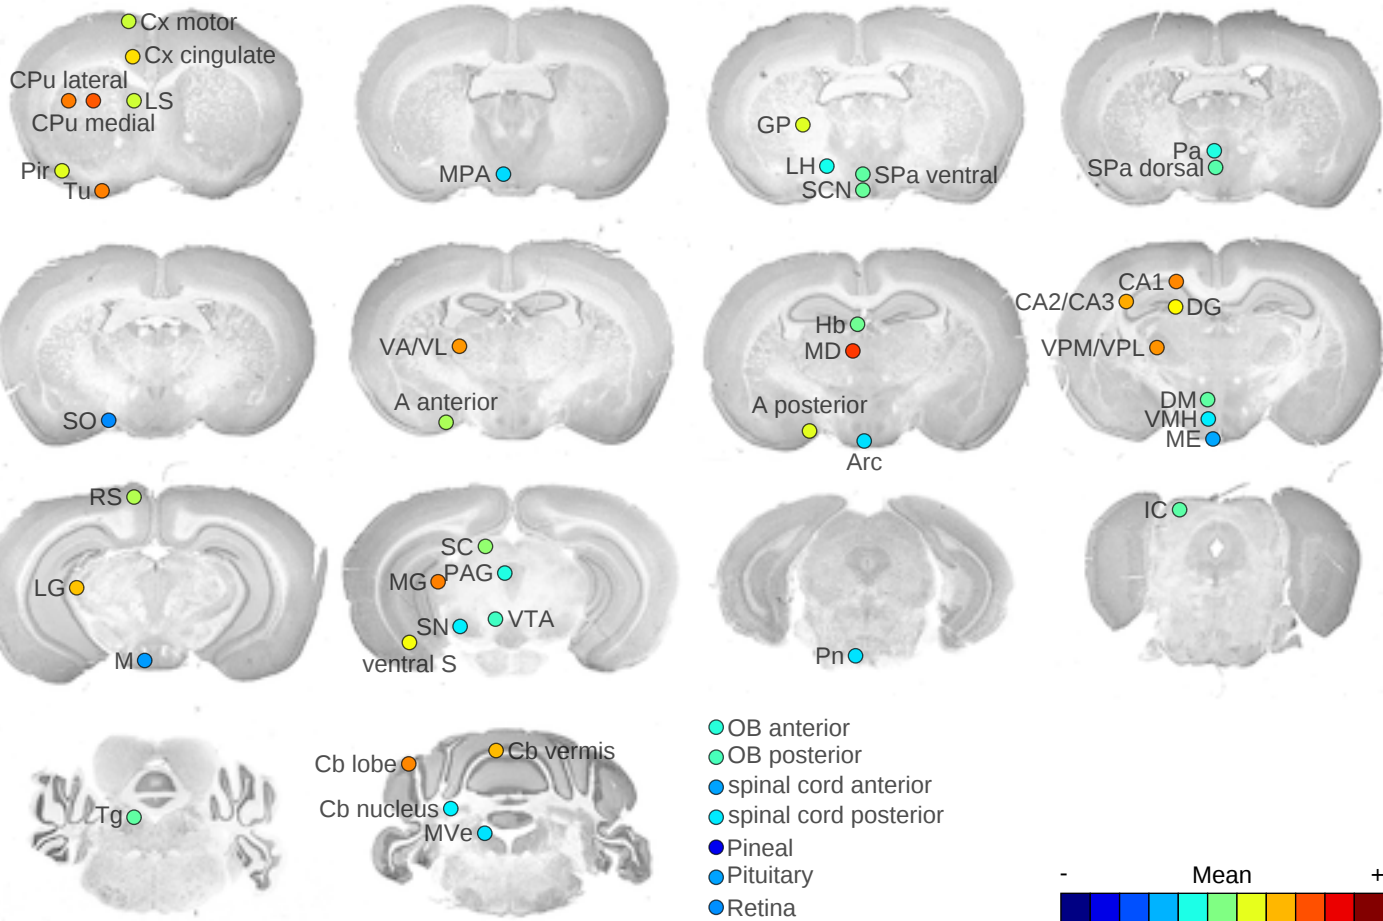 Cx motor
Cx cingulate
CPu lateral
LS
CPu medial
Pir
Tu
MPA
GP
LH
SPa ventral
SCN
Pa
SPa dorsal
SO
VA/VL
A anterior
Hb
MD
A posterior
Arc
CA1
CA2/CA3
DG
VPM/VPL
DM
VMH
ME
RS
LG
M
SC
MG
PAG
SN
VTA
ventral S
Pn
IC
Tg
Cb lobe
Cb vermis
Cb nucleus
MVe
OB anterior
OB posterior
spinal cord anterior
spinal cord posterior
Pineal
Pituitary
Retina
- Mean +